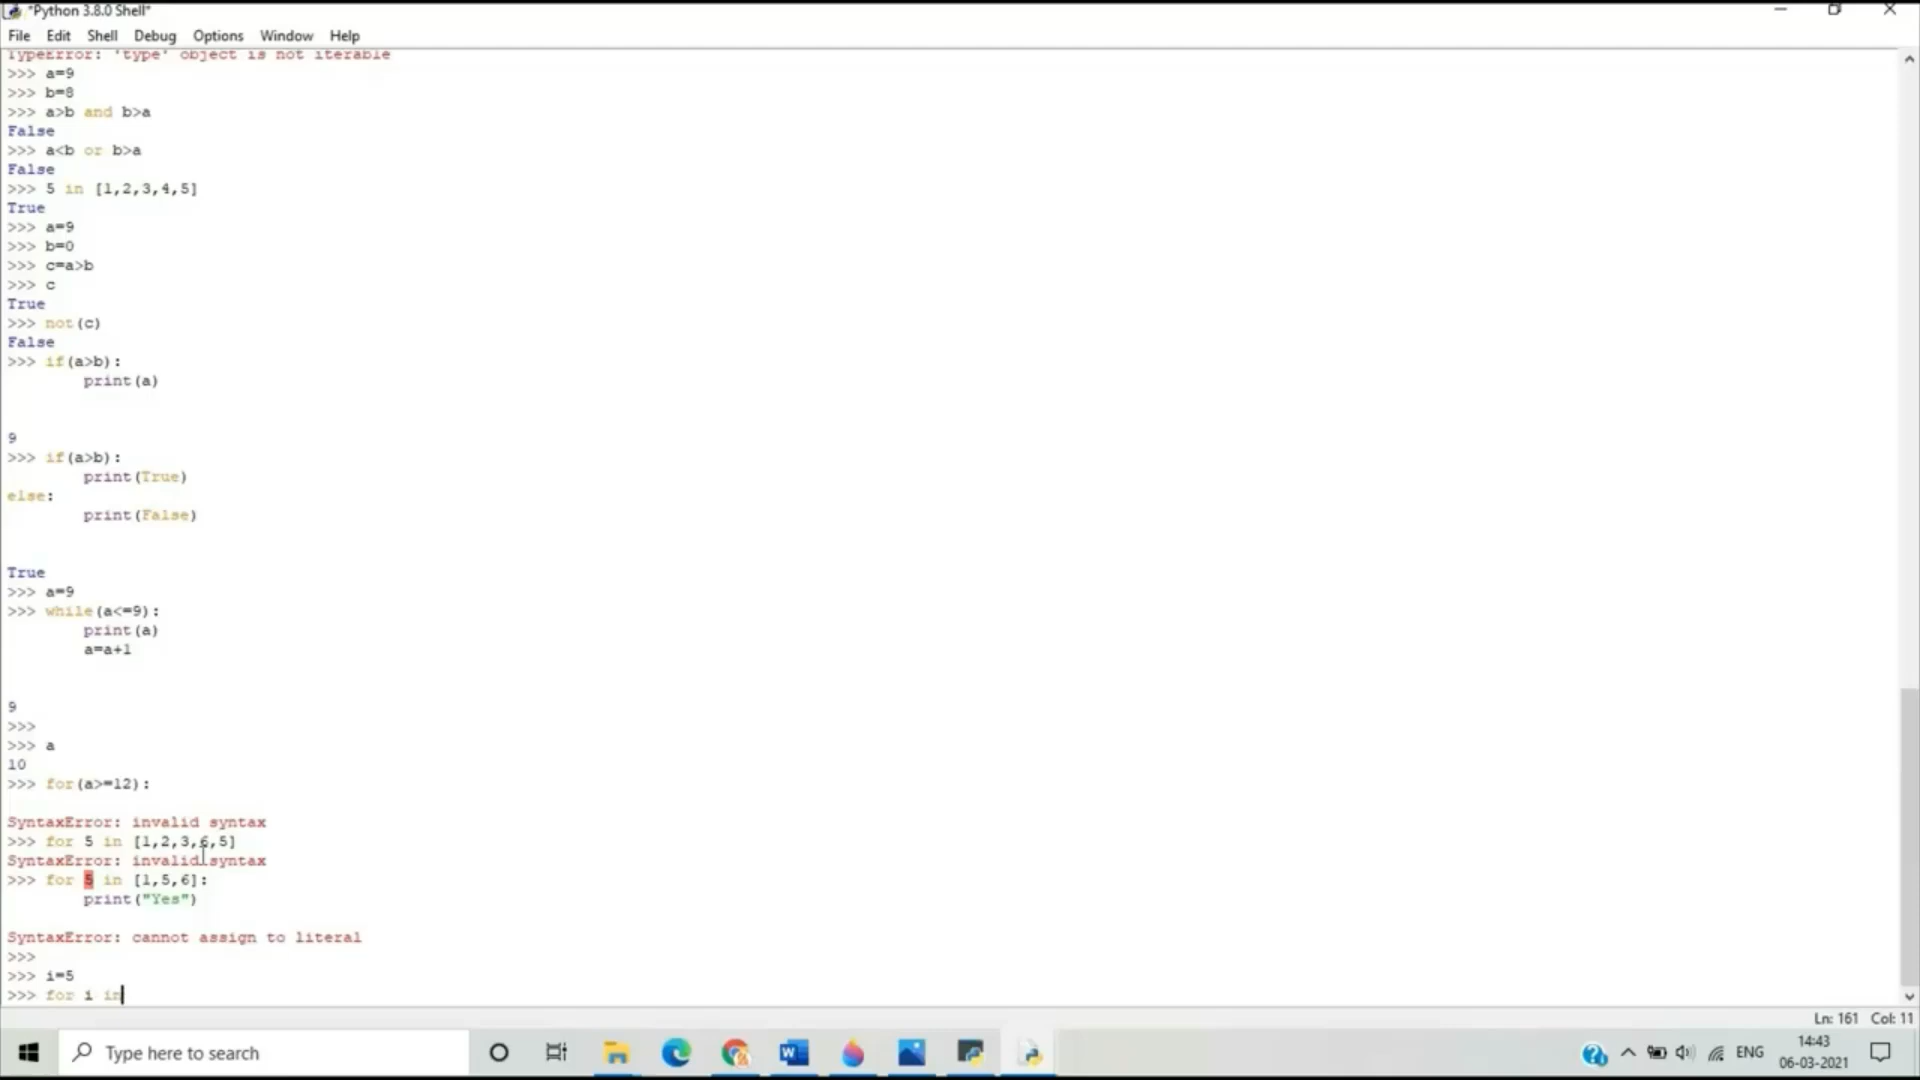 *Python 3.8.0 Shell*
File Edit Shell Debug Options Window Help
TypeError: 'type' object is not iterable
>>> a=9
>>> b=8
>>> a>b and b>a
False
>>> a<b or b>a
False
>>> 5 in [1,2,3,4,5]
True
>>> a=9
>>> b=0
>>> c=a>b
>>> c
True
>>> not(c)
False
>>> if(a>b):
        print(a)
9
>>> if(a>b):
        print(True)
else:
        print(False)
True
>>> a=9
>>> while(a<=9):
        print(a)
        a=a+1
9
>>>
>>> a
10
>>> for(a>=12):
SyntaxError: invalid syntax
>>> for 5 in [1,2,3,6,5]
SyntaxError: invalid syntax
>>> for 5 in [1,5,6]:
        print("Yes")
SyntaxError: cannot assign to literal
>>>
>>> i=5
>>> for i in
Ln: 161 Col: 11
Type here to search
ENG
14:43
06-03-2021